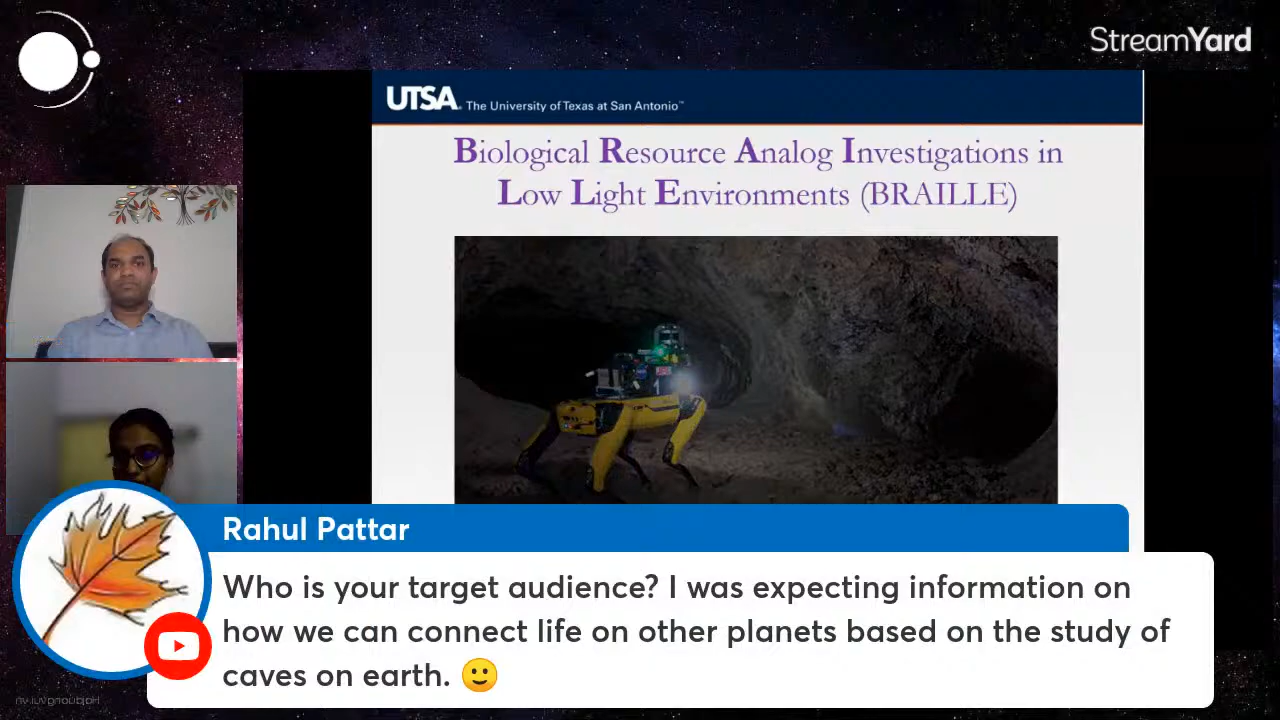 StreamYard
UTSA. The University of Texas at San Antonio™
Biological Resource Analog Investigations in
Low Light Environments (BRAILLE)
Rahul Pattar
Who is your target audience? I was expecting information on
how we can connect life on other planets based on the study of
caves on earth. 🙂